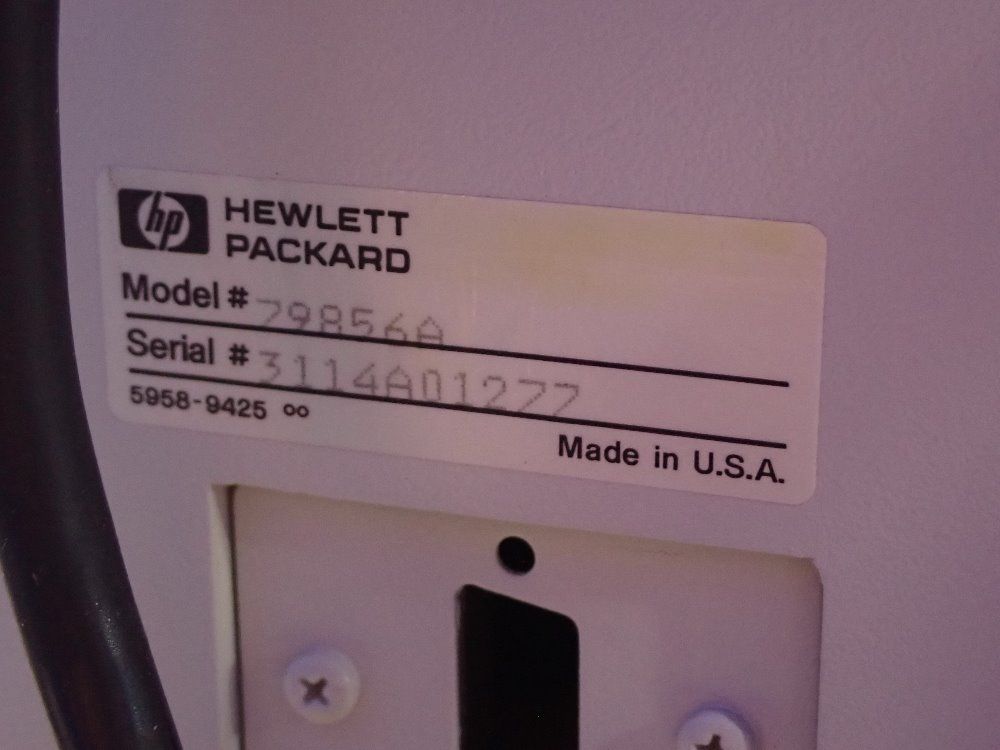 hp HEWLETT
PACKARD
Model # 79856A
Serial # 3114A01277
5958-9425 ∞
Made in U.S.A.